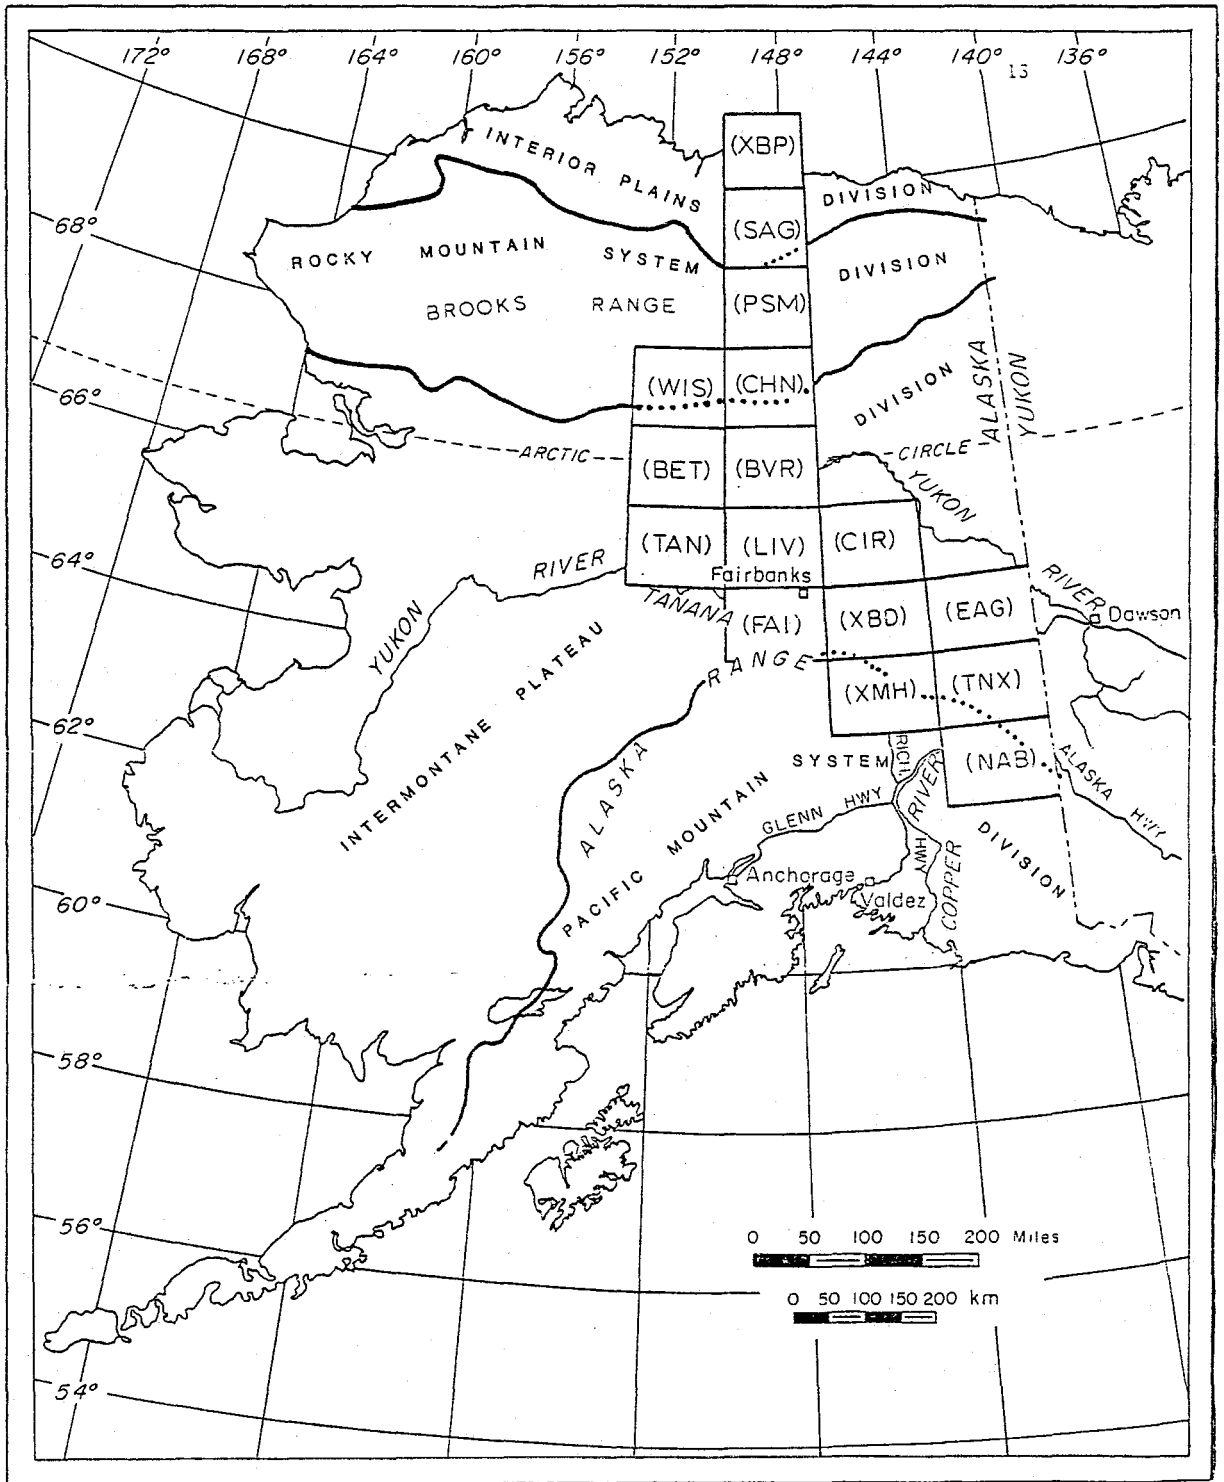 172° 168° 164° 160° 156° 152° 148° 144° 140° 136°
13
(XBP)
INTERIOR PLAINS DIVISION
(SAG)
68°
ROCKY MOUNTAIN SYSTEM DIVISION
(PSM)
BROOKS RANGE
(WIS) (CHN)
ALASKA
YUKON
DIVISION
66°
ARCTIC CIRCLE
(BET) (BVR)
YUKON
(TAN) (LIV) (CIR)
64°
RIVER
Fairbanks
RIVER
TANANA
(FAI) (XBD) (EAG)
Dawson
YUKON
RANGE
(XMH) (TNX)
62°
INTERMONTANE PLATEAU
ALASKA
SYSTEM
RICH.
RIVER
(NAB)
ALASKA HWY
PACIFIC MOUNTAIN
GLENN HWY
HWY
DIVISION
COPPER
Anchorage
Valdez
60°
58°
56°
0 50 100 150 200 Miles
0 50 100 150 200 km
54°